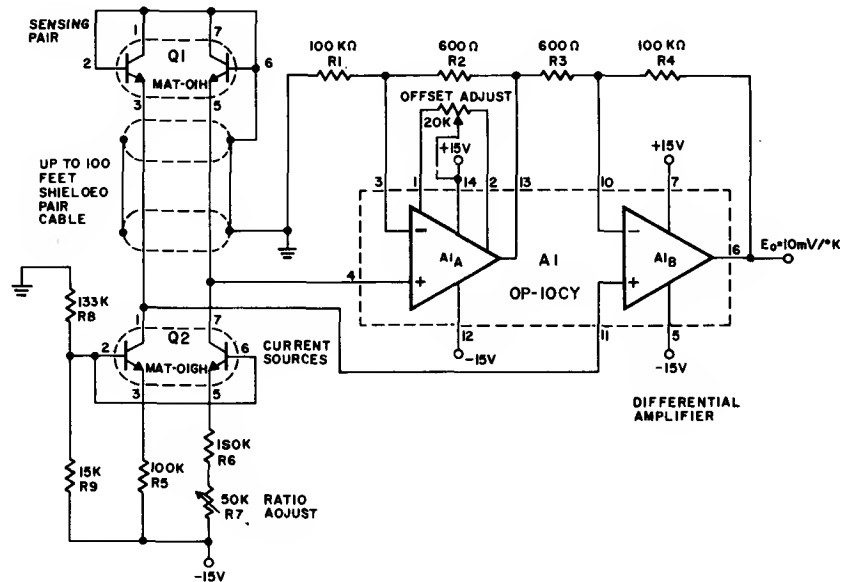 SENSING
PAIR
1
7
Q1
2
6
MAT-01H
3
5
UP TO 100
FEET
SHIELOEO
PAIR
CABLE
100 KΩ
R1
600Ω
R2
600Ω
R3
100 KΩ
R4
OFFSET ADJUST
20K
+15V
+15V
3
1
14
2
13
10
7
-
A1A
+
A1
OP-10CY
-
A1B
+
6
Eo=10mV/°K
4
12
11
5
-15V
-15V
133K
R8
1
7
Q2
2
6
MAT-01GH
3
5
CURRENT
SOURCES
DIFFERENTIAL
AMPLIFIER
15K
R9
100K
R5
150K
R6
50K
R7
RATIO
AOJUST
-15V